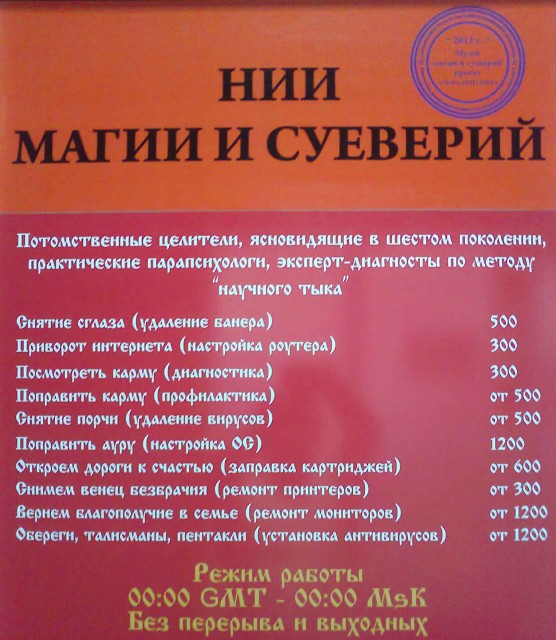 " 2013 г. "
НИИ
МАГИИ И СУЕВЕРИЙ
Потомственные целители, ясновидящие в шестом поколении,
практические парапсихологи, эксперт-диагносты по методу
"научного тыка"
Снятие сглаза (удаление банера) 500
Приворот интернета (настройка роутера) 300
Посмотреть карму (диагностика) 300
Поправить карму (профилактика) от 500
Снятие порчи (удаление вирусов) от 500
Поправить ауру (настройка ОС) 1200
Откроем дороги к счастью (заправка картриджей) от 600
Снимем венец безбрачия (ремонт принтеров) от 300
Вернем благополучие в семье (ремонт мониторов) от 1200
Обереги, талисманы, пентакли (установка антивирусов) от 1200
Режим работы
00:00 GMT - 00:00 MsK
Без перерыва и выходных